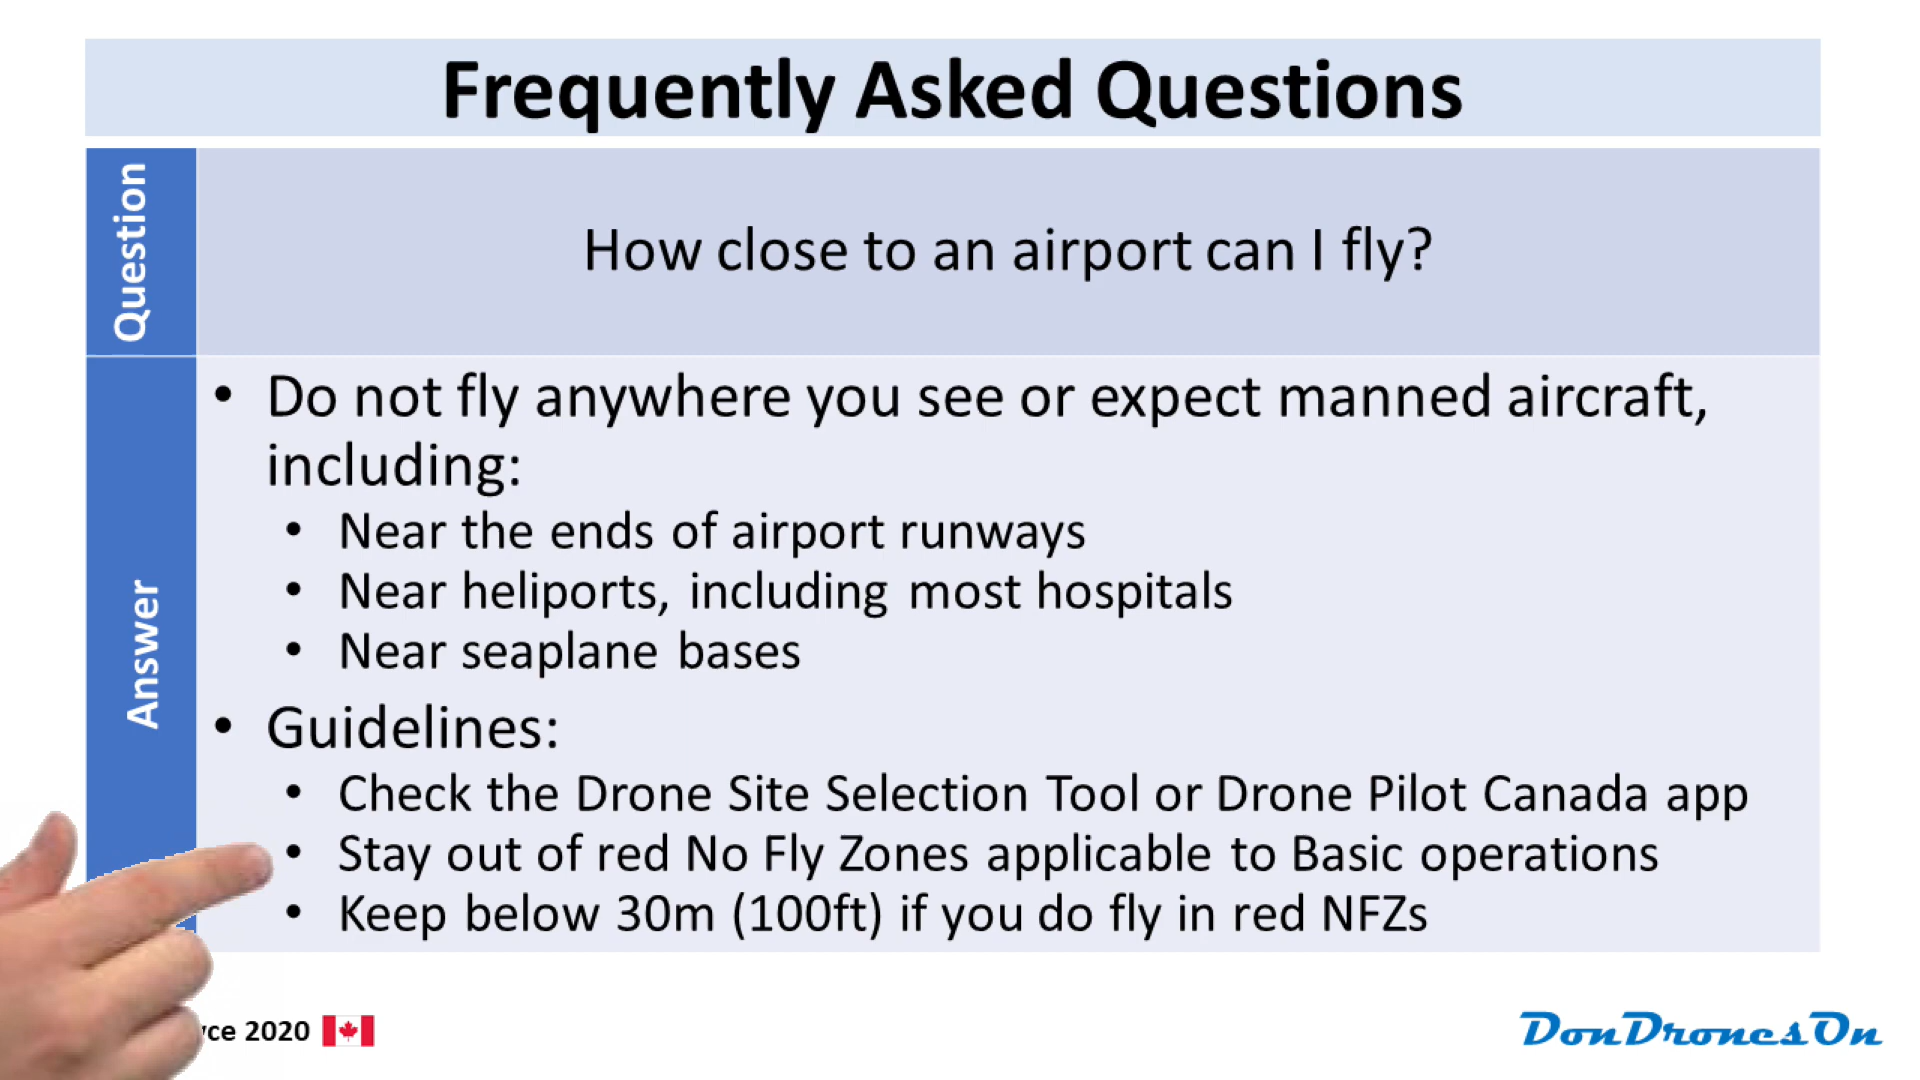 Frequently Asked Questions
Question
How close to an airport can I fly?
Answer
• Do not fly anywhere you see or expect manned aircraft,
including:
• Near the ends of airport runways
• Near heliports, including most hospitals
• Near seaplane bases
• Guidelines:
• Check the Drone Site Selection Tool or Drone Pilot Canada app
• Stay out of red No Fly Zones applicable to Basic operations
• Keep below 30m (100ft) if you do fly in red NFZs
2020
DonDronesOn